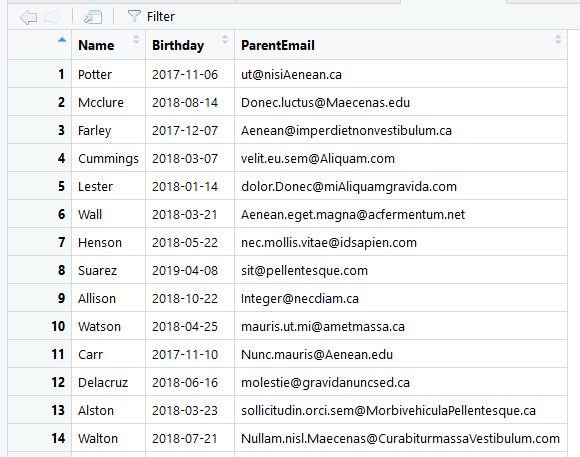 Filter
Name Birthday ParentEmail
1 Potter 2017-11-06 ut@nisiAenean.ca
2 Mcclure 2018-08-14 Donec.luctus@Maecenas.edu
3 Farley 2017-12-07 Aenean@imperdietnonvestibulum.ca
4 Cummings 2018-03-07 velit.eu.sem@Aliquam.com
5 Lester 2018-01-14 dolor.Donec@miAliquamgravida.com
6 Wall 2018-03-21 Aenean.eget.magna@acfermentum.net
7 Henson 2018-05-22 nec.mollis.vitae@idsapien.com
8 Suarez 2019-04-08 sit@pellentesque.com
9 Allison 2018-10-22 Integer@necdiam.ca
10 Watson 2018-04-25 mauris.ut.mi@ametmassa.ca
11 Carr 2017-11-10 Nunc.mauris@Aenean.edu
12 Delacruz 2018-06-16 molestie@gravidanuncsed.ca
13 Alston 2018-03-23 sollicitudin.orci.sem@MorbivehiculaPellentesque.ca
14 Walton 2018-07-21 Nullam.nisl.Maecenas@CurabiturmassaVestibulum.com